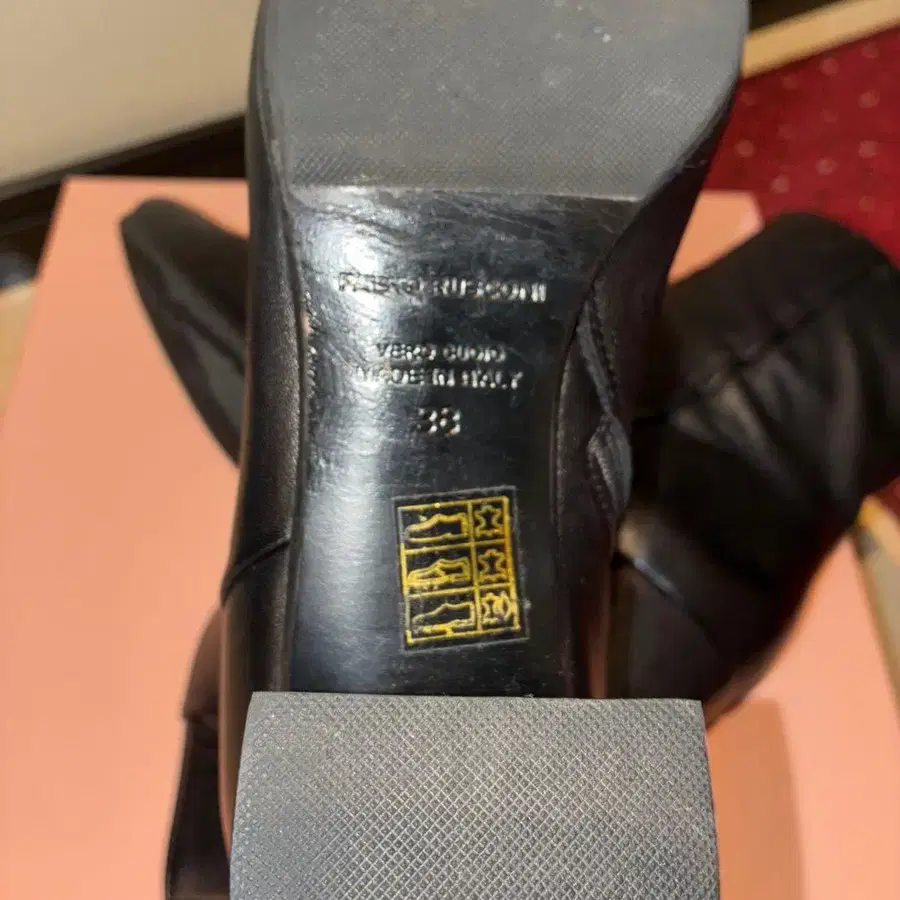 FABIO RUSCONI
VERO CUOIO
MADE IN ITALY
38